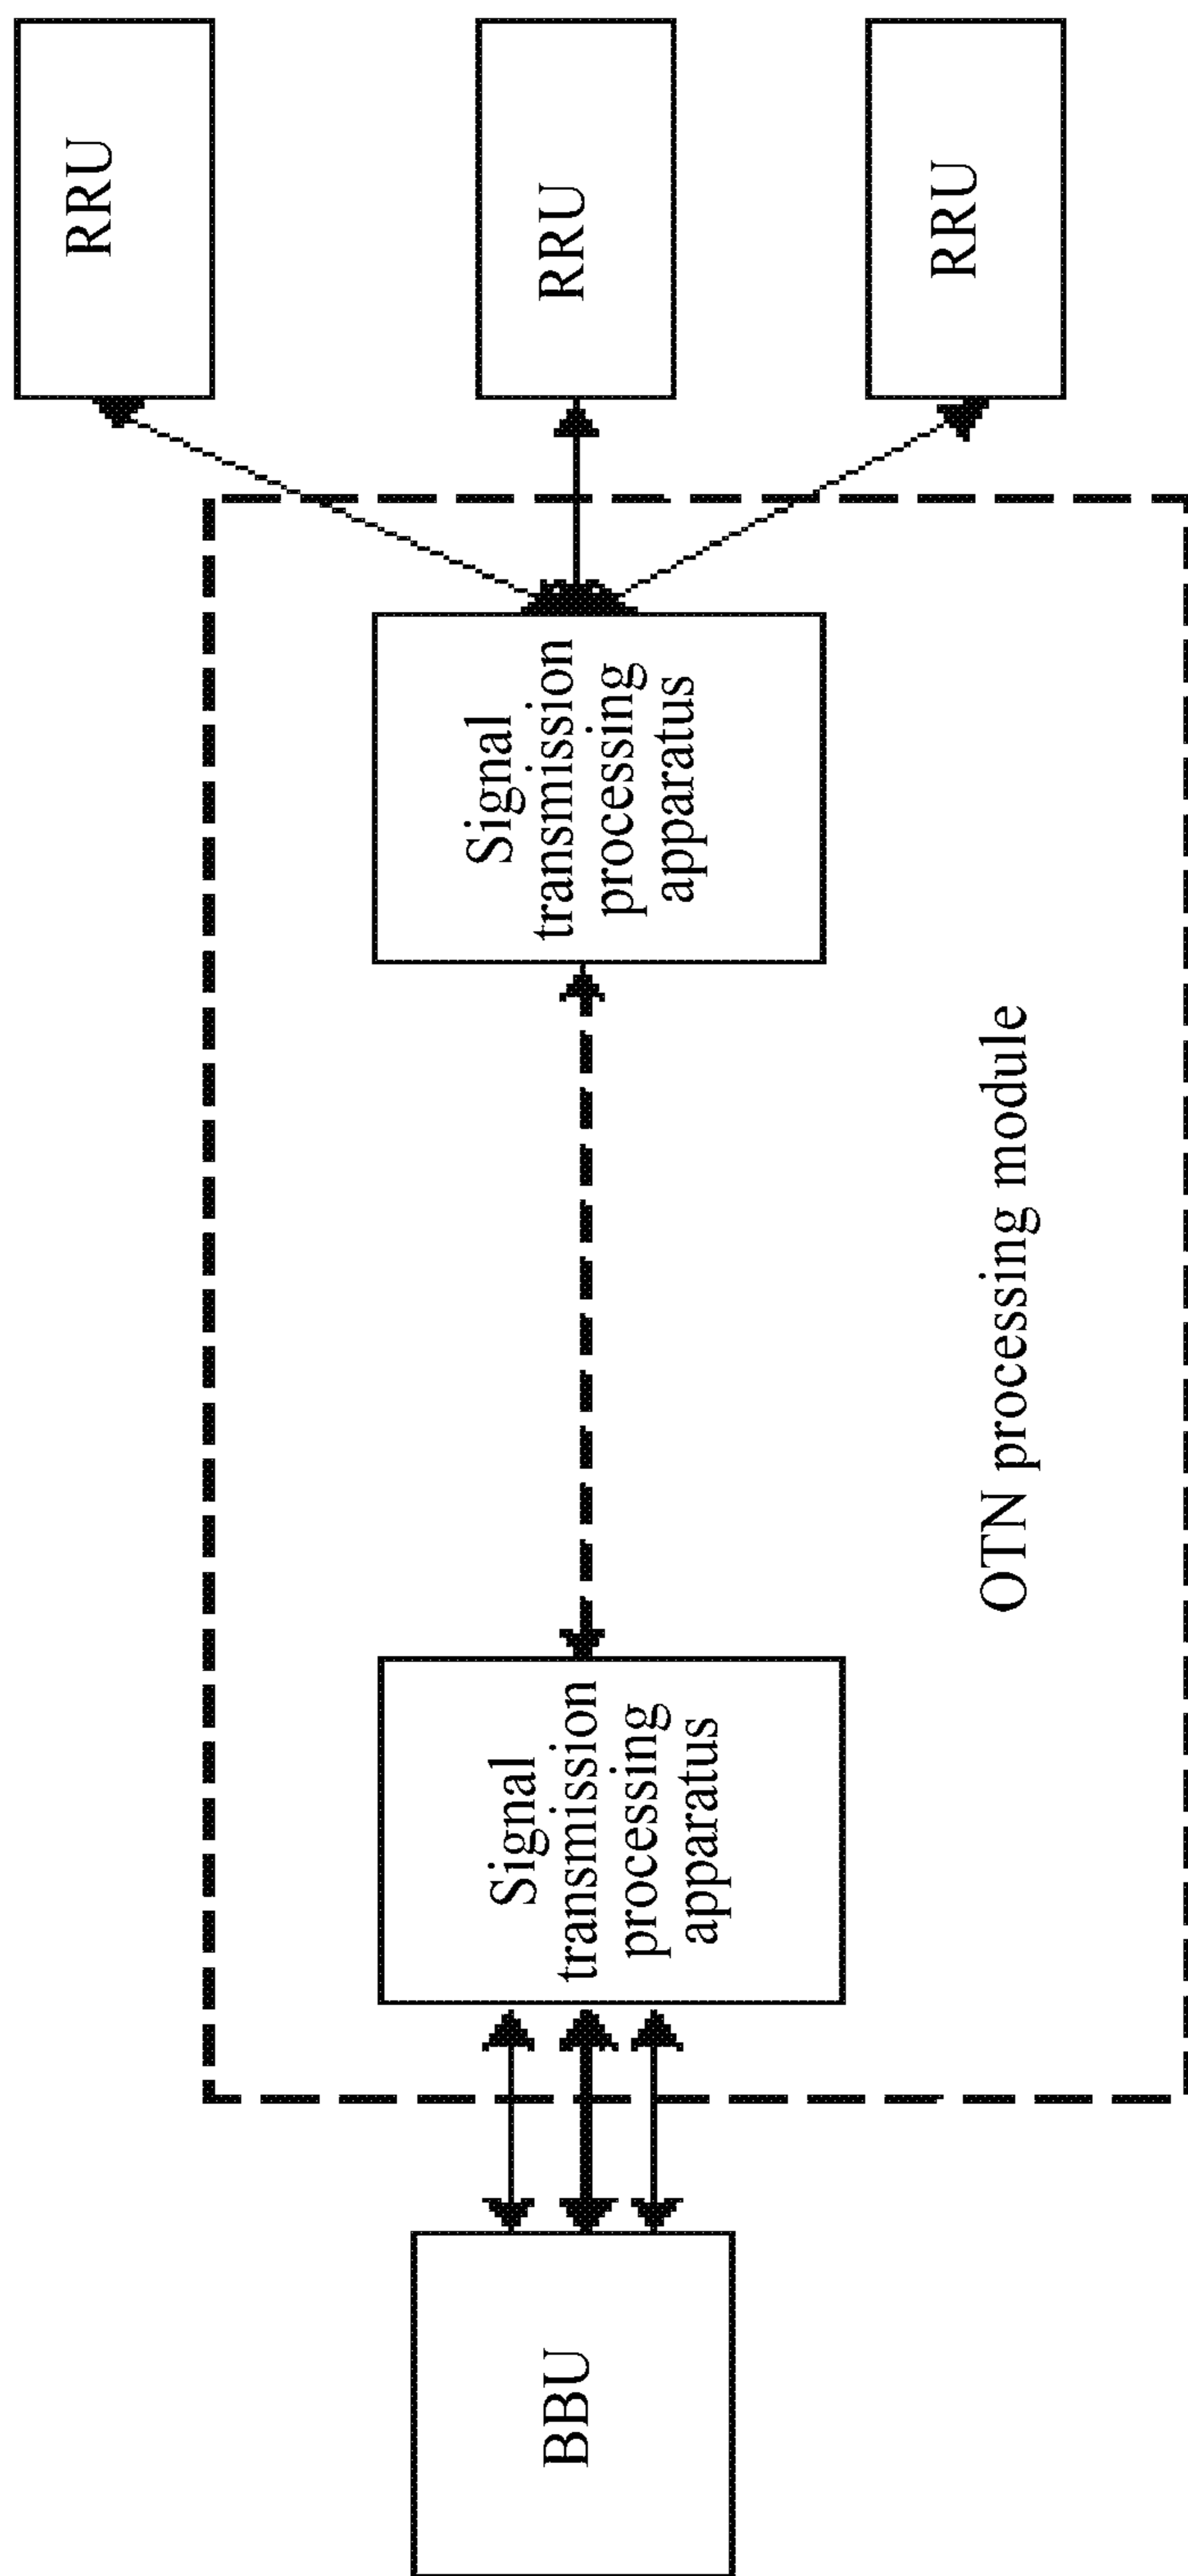 BBU
Signal
transmission
processing
apparatus
OTN processing module
Signal
transmission
processing
apparatus
RRU
RRU
RRU